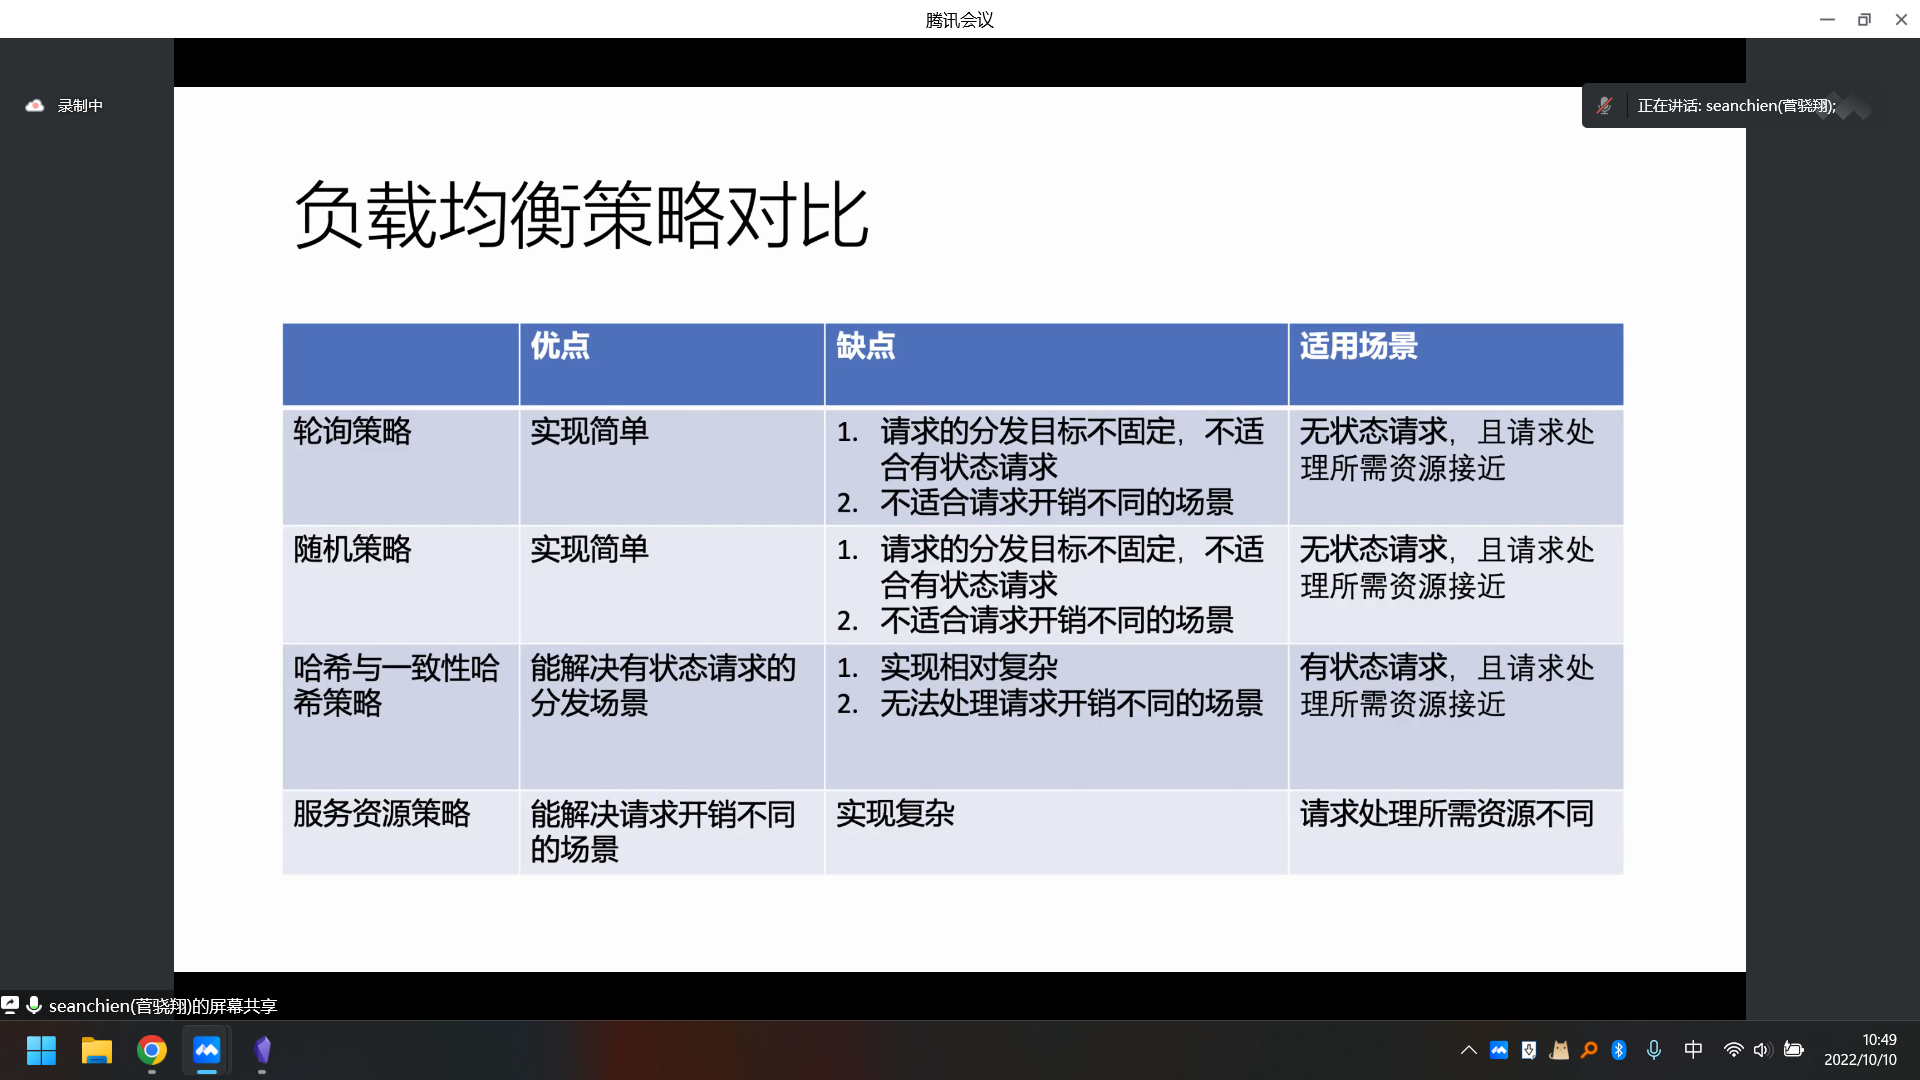 腾讯会议
录制中
正在讲话: seanchien(菅骁翔);
负载均衡策略对比
优点
缺点
适用场景
轮询策略
实现简单
1. 请求的分发目标不固定，不适
合有状态请求
2. 不适合请求开销不同的场景
无状态请求，且请求处
理所需资源接近
随机策略
实现简单
1. 请求的分发目标不固定，不适
合有状态请求
2. 不适合请求开销不同的场景
无状态请求，且请求处
理所需资源接近
哈希与一致性哈
希策略
能解决有状态请求的
分发场景
1. 实现相对复杂
2. 无法处理请求开销不同的场景
有状态请求，且请求处
理所需资源接近
服务资源策略
能解决请求开销不同
的场景
实现复杂
请求处理所需资源不同
seanchien(菅骁翔)的屏幕共享
中
10:49
2022/10/10